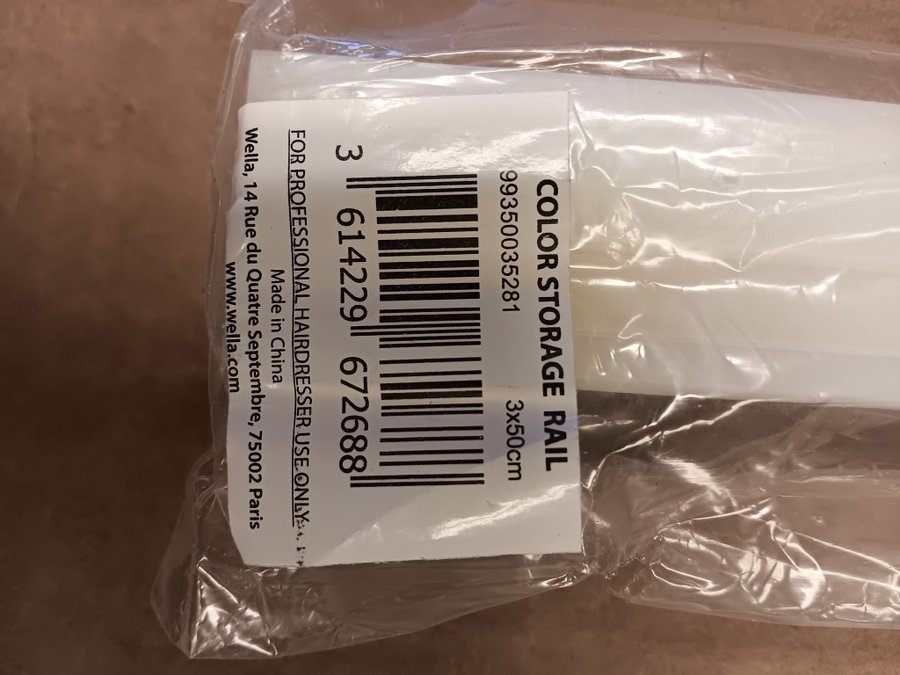 COLOR STORAGE RAIL
99350035281 3x50cm
3 614229 672688
FOR PROFESSIONAL HAIRDRESSER USE ONLY
Made in China
Wella, 14 Rue du Quatre Septembre, 75002 Paris
www.wella.com